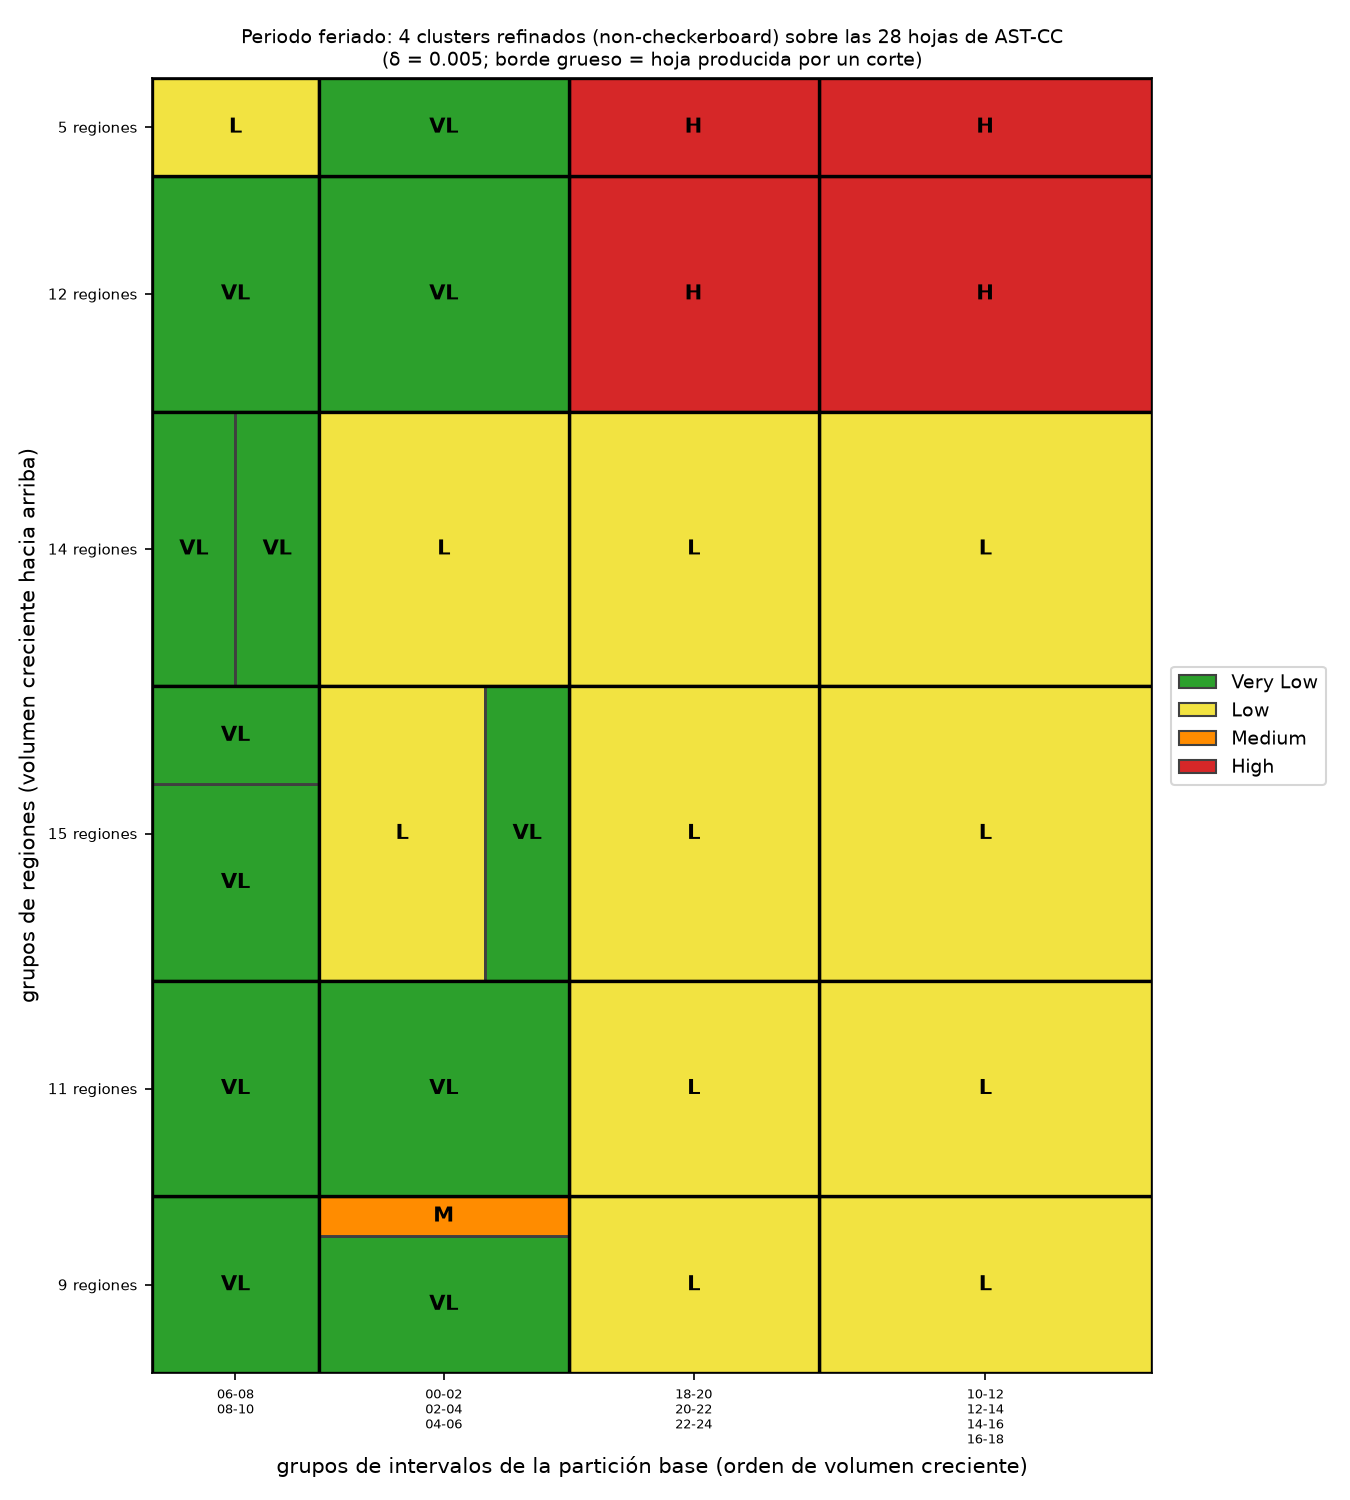 Periodo feriado: 4 clusters refinados (non-checkerboard) sobre las 28 hojas de AST-CC
(δ = 0.005; borde grueso = hoja producida por un corte)
grupos de regiones (volumen creciente hacia arriba)
5 regiones
L
VL
H
H
12 regiones
VL
VL
H
H
14 regiones
VL
VL
L
L
L
VL
15 regiones
L
VL
L
L
VL
11 regiones
VL
VL
L
L
M
9 regiones
VL
L
L
VL
Very Low
Low
Medium
High
06-08
08-10
00-02
02-04
04-06
18-20
20-22
22-24
10-12
12-14
14-16
16-18
grupos de intervalos de la partición base (orden de volumen creciente)